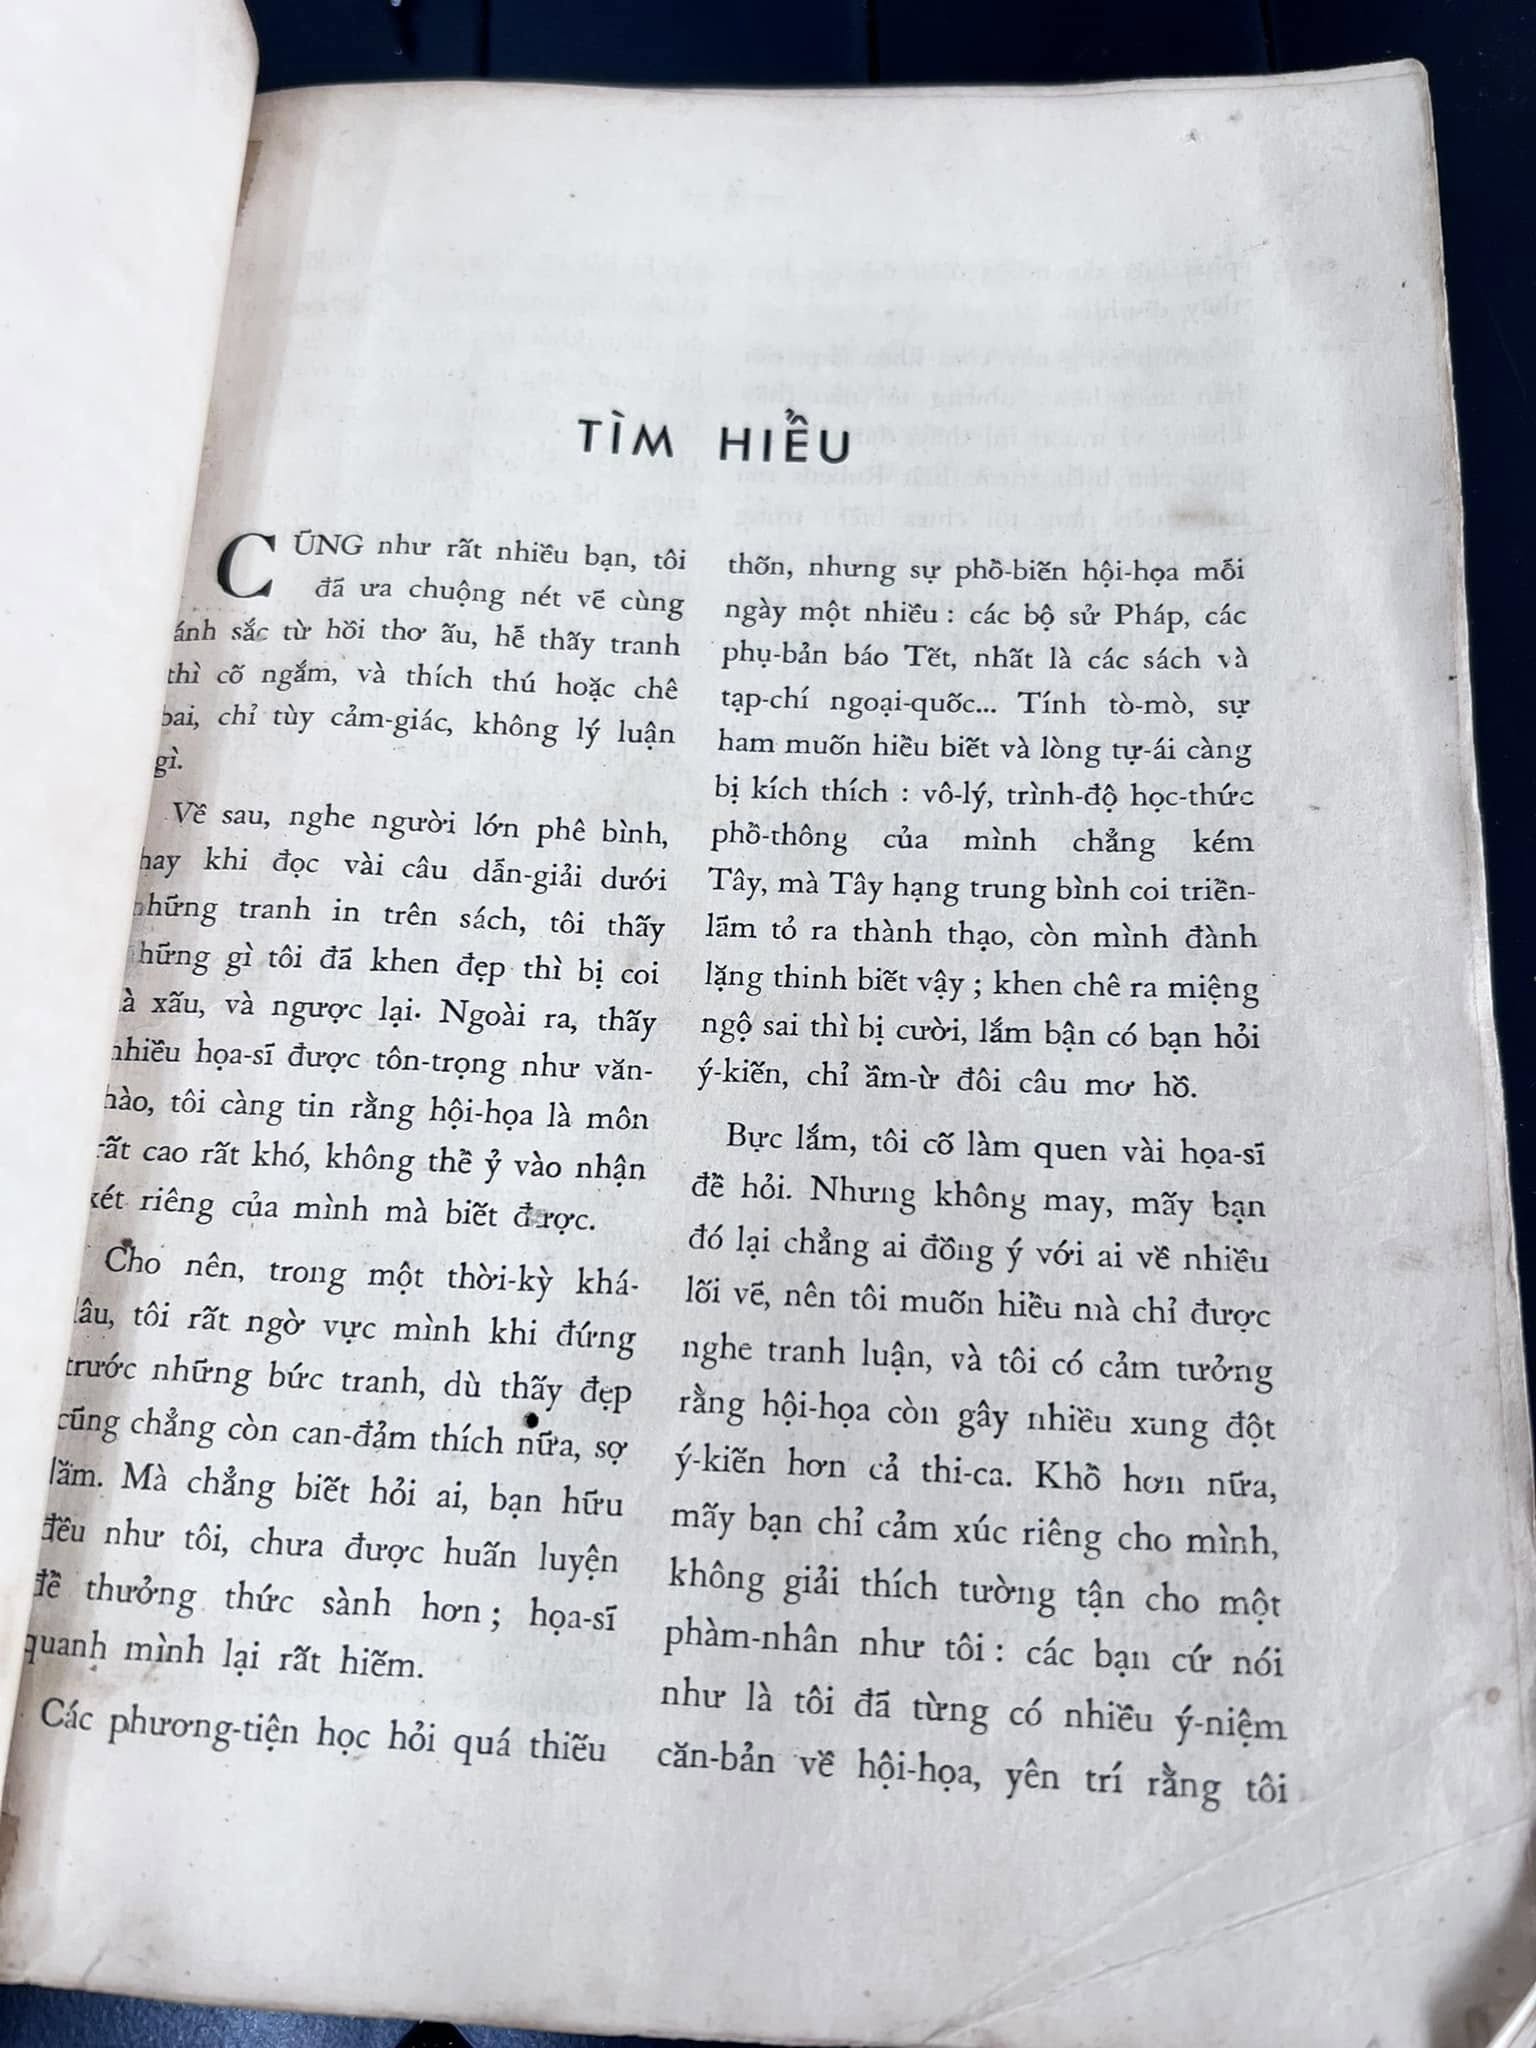 TÌM HIỂU
CŨNG như rất nhiều bạn, tôi
đã ưa chuộng nét vẽ cùng
ánh sắc từ hồi thơ ấu, hễ thấy tranh
thì cố ngắm, và thích thú hoặc chê
bai, chỉ tùy cảm-giác, không lý luận
gì.
Về sau, nghe người lớn phê bình,
hay khi đọc vài câu dẫn-giải dưới
những tranh in trên sách, tôi thấy
những gì tôi đã khen đẹp thì bị coi
là xấu, và ngược lại. Ngoài ra, thấy
nhiều họa-sĩ được tôn-trọng như văn-
hào, tôi càng tin rằng hội-họa là môn
rất cao rất khó, không thể ỷ vào nhận
xét riêng của mình mà biết được.
Cho nên, trong một thời-kỳ khá-
lâu, tôi rất ngờ vực mình khi đứng
trước những bức tranh, dù thấy đẹp
cũng chẳng còn can-đảm thích nữa, sợ
lầm. Mà chẳng biết hỏi ai, bạn hữu
đều như tôi, chưa được huấn luyện
để thưởng thức sành hơn ; họa-sĩ
quanh mình lại rất hiếm.
Các phương-tiện học hỏi quá thiếu
thốn, nhưng sự phổ-biến hội-họa mỗi
ngày một nhiều : các bộ sử Pháp, các
phụ-bản báo Tết, nhất là các sách và
tạp-chí ngoại-quốc... Tính tò-mò, sự
ham muốn hiểu biết và lòng tự-ái càng
bị kích thích : vô-lý, trình-độ học-thức
phổ-thông của mình chẳng kém
Tây, mà Tây hạng trung bình coi triển-
lãm tỏ ra thành thạo, còn mình đành
lặng thinh biết vậy ; khen chê ra miệng
ngộ sai thì bị cười, lắm bận có bạn hỏi
ý-kiến, chỉ ầm-ừ đôi câu mơ hồ.
Bực lắm, tôi cố làm quen vài họa-sĩ
để hỏi. Nhưng không may, mấy bạn
đó lại chẳng ai đồng ý với ai về nhiều
lối vẽ, nên tôi muốn hiểu mà chỉ được
nghe tranh luận, và tôi có cảm tưởng
rằng hội-họa còn gây nhiều xung đột
ý-kiến hơn cả thi-ca. Khổ hơn nữa,
mấy bạn chỉ cảm xúc riêng cho mình,
không giải thích tường tận cho một
phàm-nhân như tôi : các bạn cứ nói
như là tôi đã từng có nhiều ý-niệm
căn-bản về hội-họa, yên trí rằng tôi